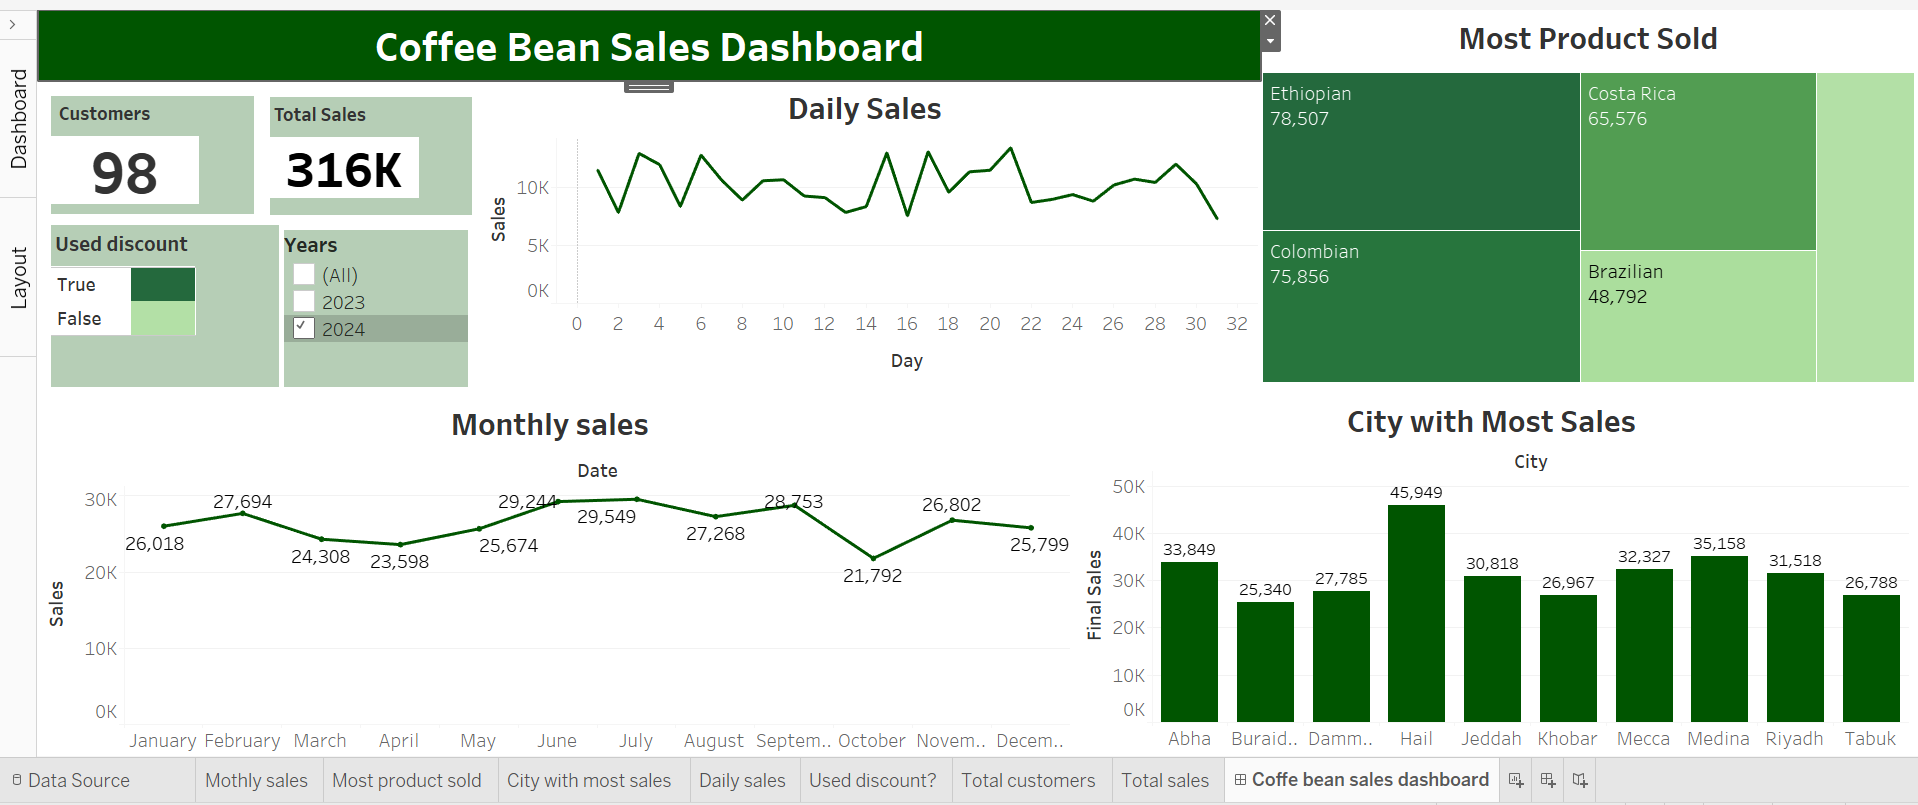 Dashboard
Layout
Coffee Bean Sales Dashboard
Customers
98
Total Sales
316K
Used discount
True
False
Years
(All)
2023
2024
Daily Sales
Sales
10K
5K
0K
0 2 4 6 8 10 12 14 16 18 20 22 24 26 28 30 32
Day
Most Product Sold
Ethiopian
78,507
Colombian
75,856
Costa Rica
65,576
Brazilian
48,792
Monthly sales
Date
Sales
30K
20K
10K
0K
26,018 27,694 24,308 23,598 25,674 29,244 29,549 27,268 28,753 21,792 26,802 25,799
January February March April May June July August Septem.. October Novem.. Decem..
City with Most Sales
City
Final Sales
50K
40K
30K
20K
10K
0K
33,849 25,340 27,785 45,949 30,818 26,967 32,327 35,158 31,518 26,788
Abha Buraid.. Damm.. Hail Jeddah Khobar Mecca Medina Riyadh Tabuk
Data Source Mothly sales Most product sold City with most sales Daily sales Used discount? Total customers Total sales Coffe bean sales dashboard